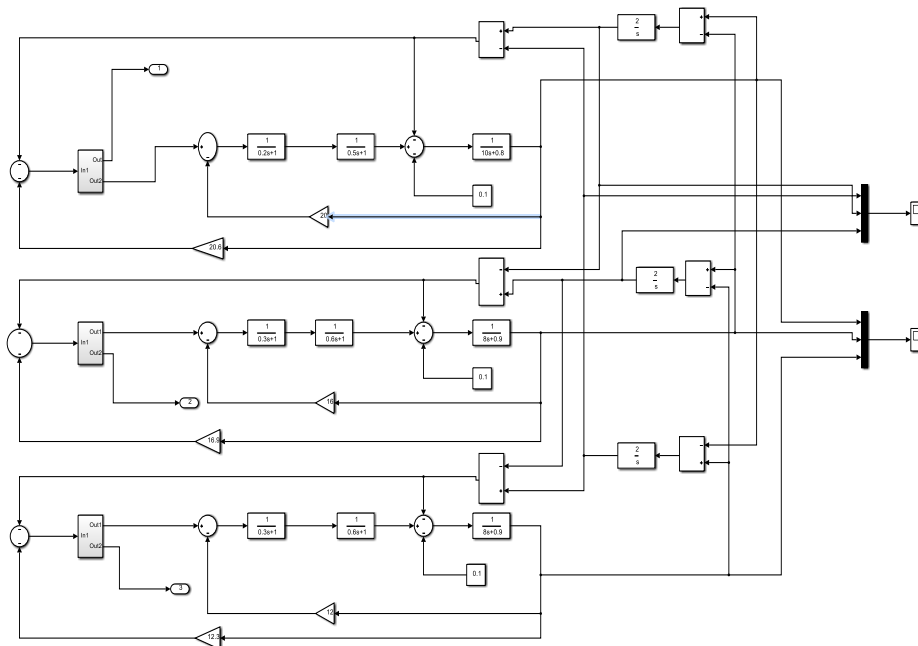 +
-
2
s
+
-
+
-
1
Out
In1
Out2
+
-
1
0.2s+1
1
0.5s+1
+
-
-
1
10s+0.8
0.1
20
20.6
-
+
2
s
+
-
-
-
Out1
In1
Out2
+
-
1
0.3s+1
1
0.6s+1
+
-
-
1
8s+0.9
0.1
2
16
16.9
-
+
2
s
-
+
-
-
Out1
In1
Out2
+
-
1
0.3s+1
1
0.6s+1
+
-
-
1
8s+0.9
0.1
3
12
12.3